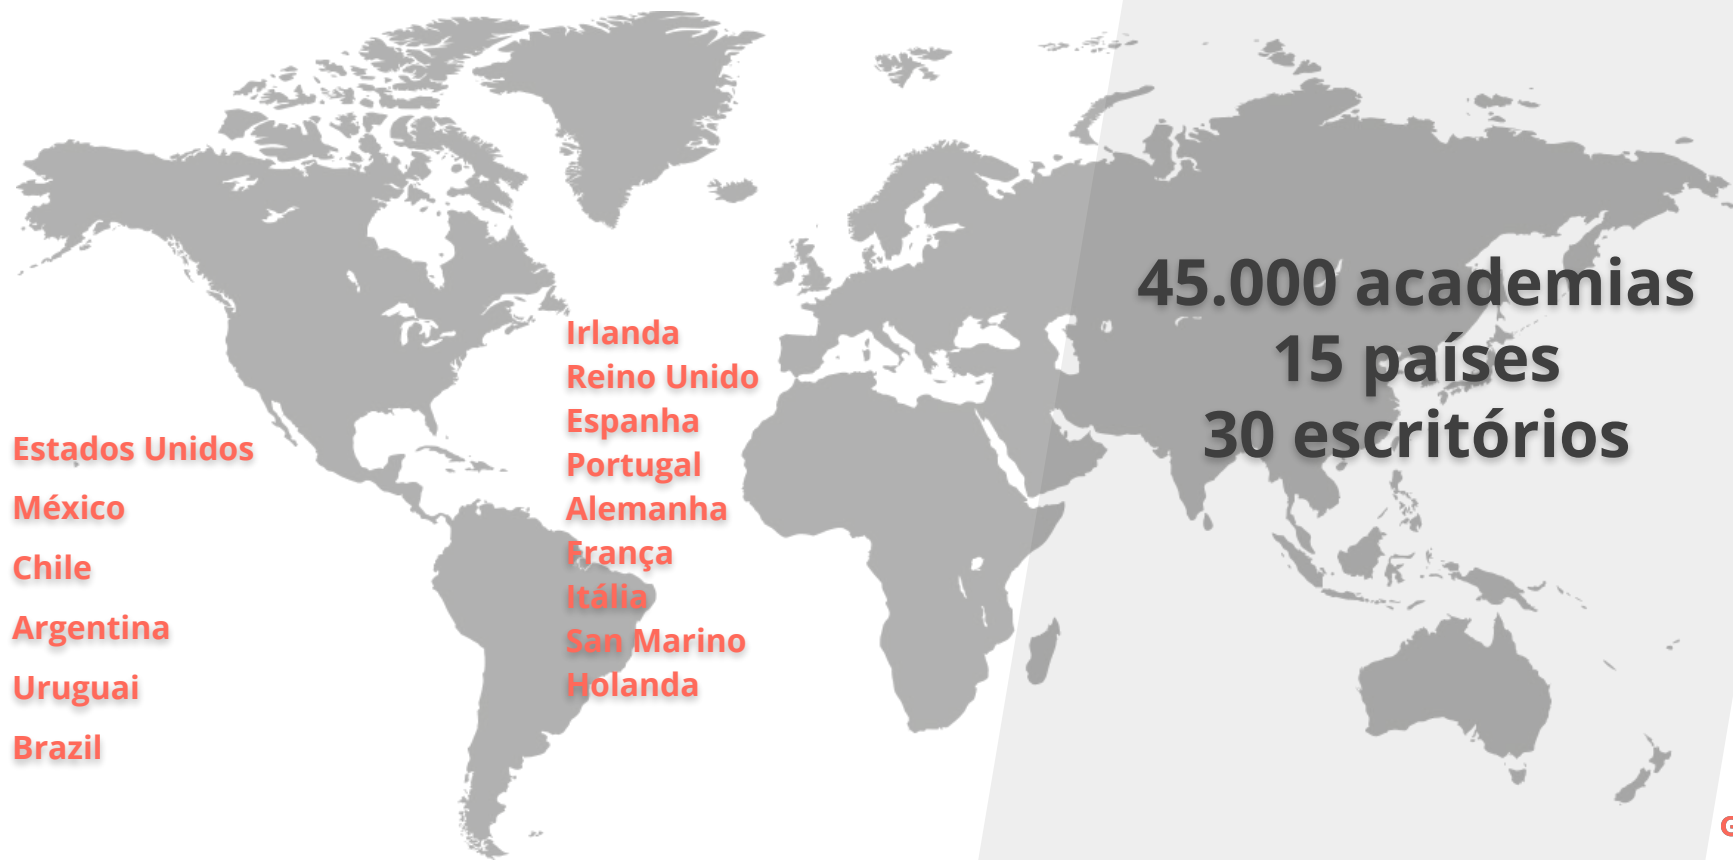 Estados Unidos
México
Chile
Argentina
Uruguai
Brazil
Irlanda
Reino Unido
Espanha
Portugal
Alemanha
França
Itália
San Marino
Holanda
45.000 academias
15 países
30 escritórios